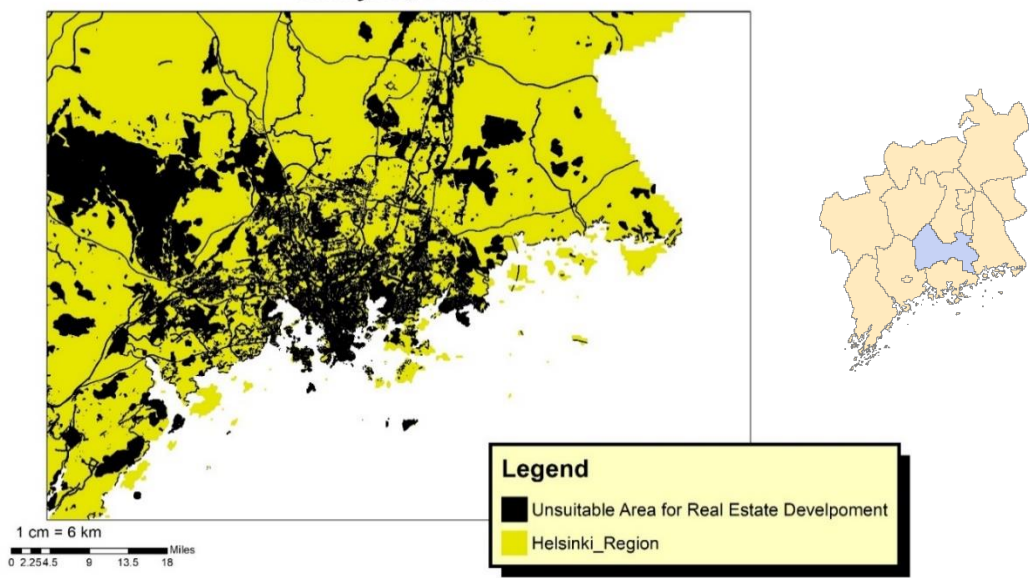 Legend
Unsuitable Area for Real Estate Develpoment
Helsinki_Region
1 cm = 6 km
Miles
0 2.25 4.5 9 13.5 18